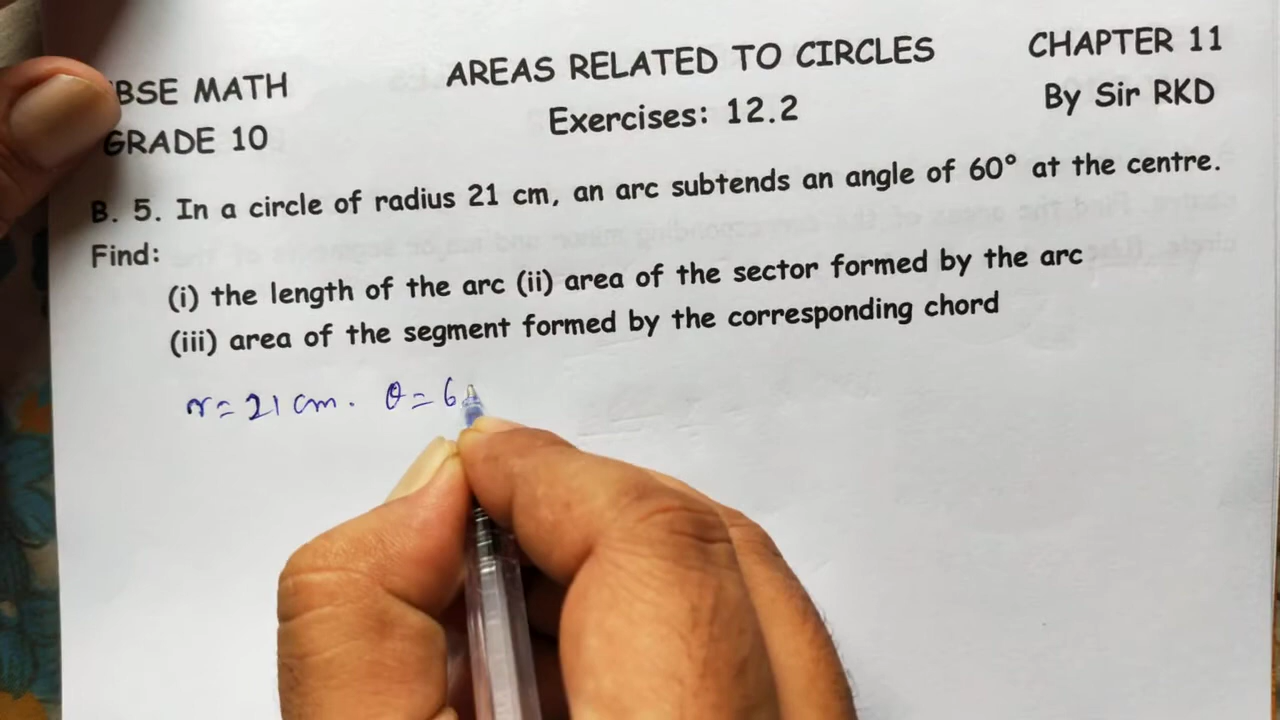 BSE MATH
AREAS RELATED TO CIRCLES
CHAPTER 11
GRADE 10
Exercises: 12.2
By Sir RKD
B. 5. In a circle of radius 21 cm, an arc subtends an angle of 60° at the centre.
Find:
(i) the length of the arc (ii) area of the sector formed by the arc
(iii) area of the segment formed by the corresponding chord
r = 21 cm. θ = 6